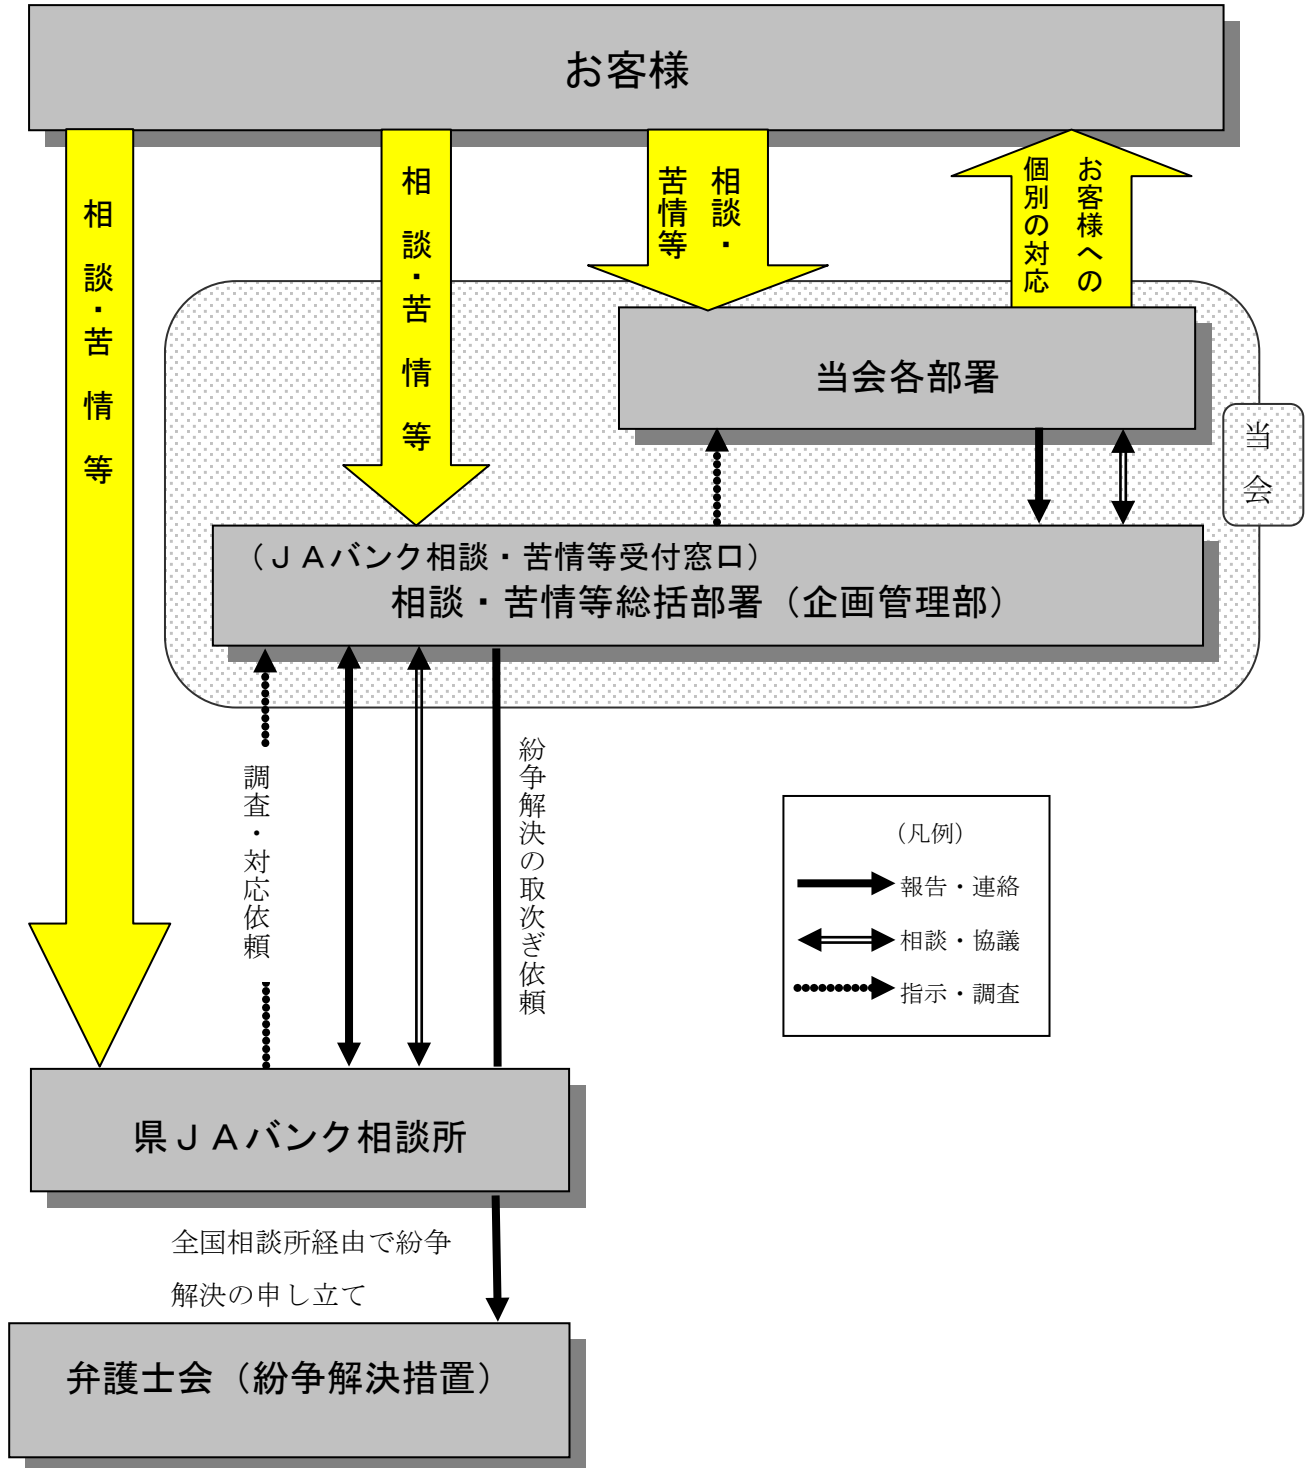 お客様
相談・苦情等
相談・苦情等
相談・
苦情等
お客様への
個別の対応
当会各部署
当会
（ＪＡバンク相談・苦情等受付窓口）
相談・苦情等総括部署（企画管理部）
調査・対応依頼
紛争解決の取次ぎ依頼
（凡例）
報告・連絡
相談・協議
指示・調査
県ＪＡバンク相談所
全国相談所経由で紛争
解決の申し立て
弁護士会（紛争解決措置）